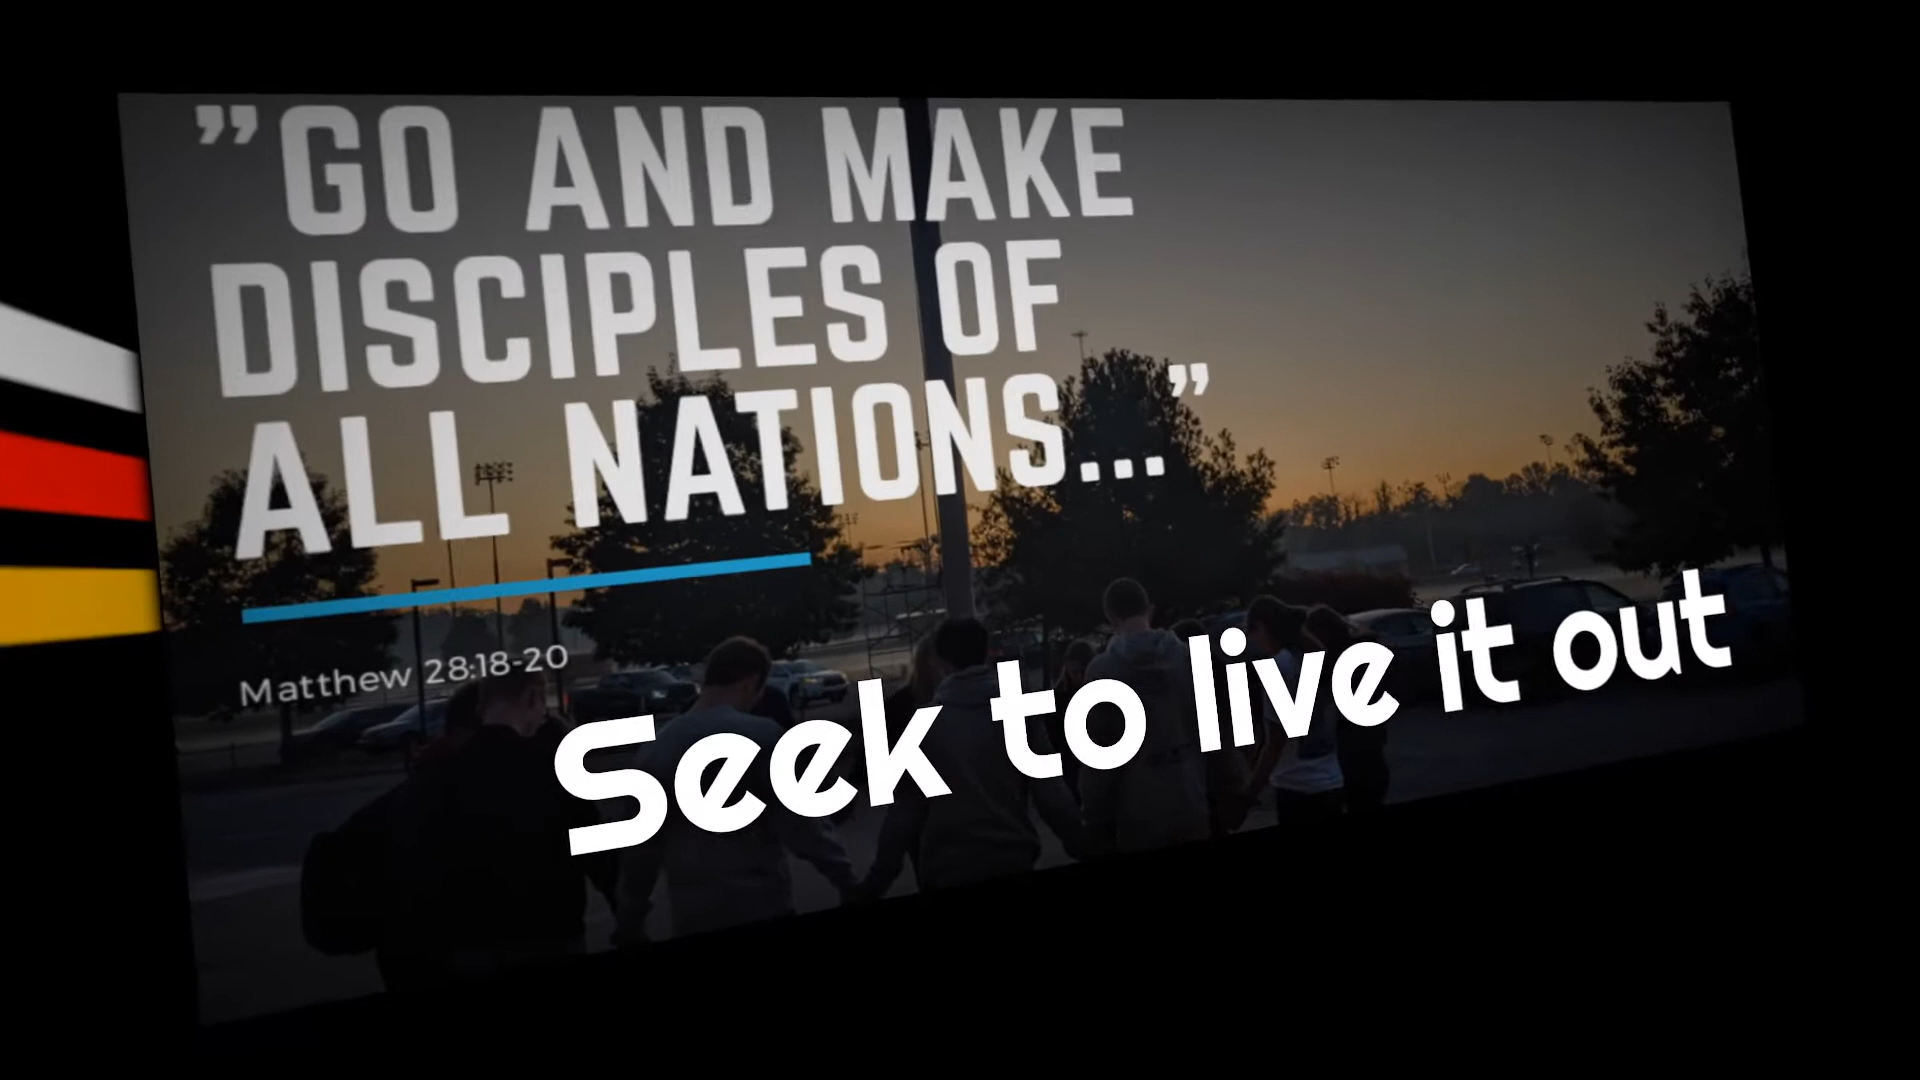 ”GO AND MAKE
DISCIPLES OF
ALL NATIONS...”
Matthew 28:18-20
Seek to live it out